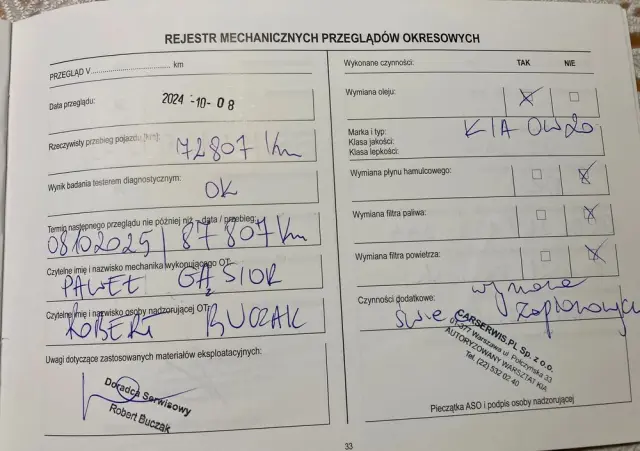 REJESTR MECHANICZNYCH PRZEGLĄDÓW OKRESOWYCH
PRZEGLĄD V.............................. km
Data przeglądu: 2024 -10- 08
Rzeczywisty przebieg pojazdu [km]: 72807 Km
Wynik badania testerem diagnostycznym: OK
Termin następnego przeglądu nie później niż - data / przebieg:
08102025 / 87807 Km
Czytelne imię i nazwisko mechanika wykonującego OT:
PAWEŁ GĄSIOR
Czytelne imię i nazwisko osoby nadzorującej OT:
ROBERT BUCZAK
Uwagi dotyczące zastosowanych materiałów eksploatacyjnych:
Doradca Serwisowy
Robert Buczak
Wykonane czynności: TAK NIE
Wymiana oleju: X
Marka i typ: KIA OW20
Klasa jakości:
Klasa lepkości:
Wymiana płynu hamulcowego: X
Wymiana filtra paliwa: X
Wymiana filtra powietrza: X
Czynności dodatkowe: wymiana
świe zapłonowych
CARSERWIS.PL Sp. z o.o.
01-377 Warszawa ul. Połczyńska 33
AUTORYZOWANY WARSZTAT KIA
Tel. (22) 532 02 40
Pieczątka ASO i podpis osoby nadzorującej
33